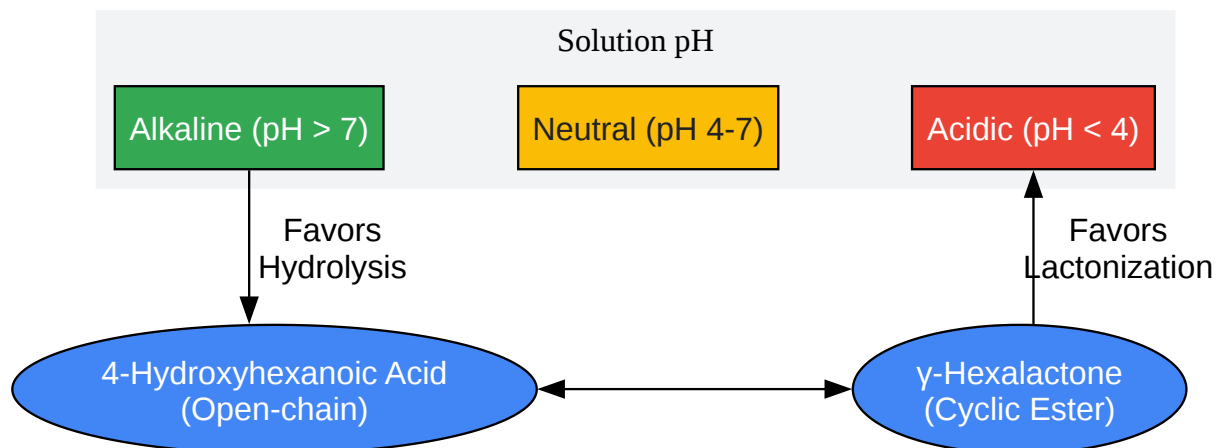 Solution pH
Alkaline (pH > 7)
Neutral (pH 4-7)
Acidic (pH < 4)
Favors
Hydrolysis
Favors
Lactonization
4-Hydroxyhexanoic Acid
(Open-chain)
γ-Hexalactone
(Cyclic Ester)